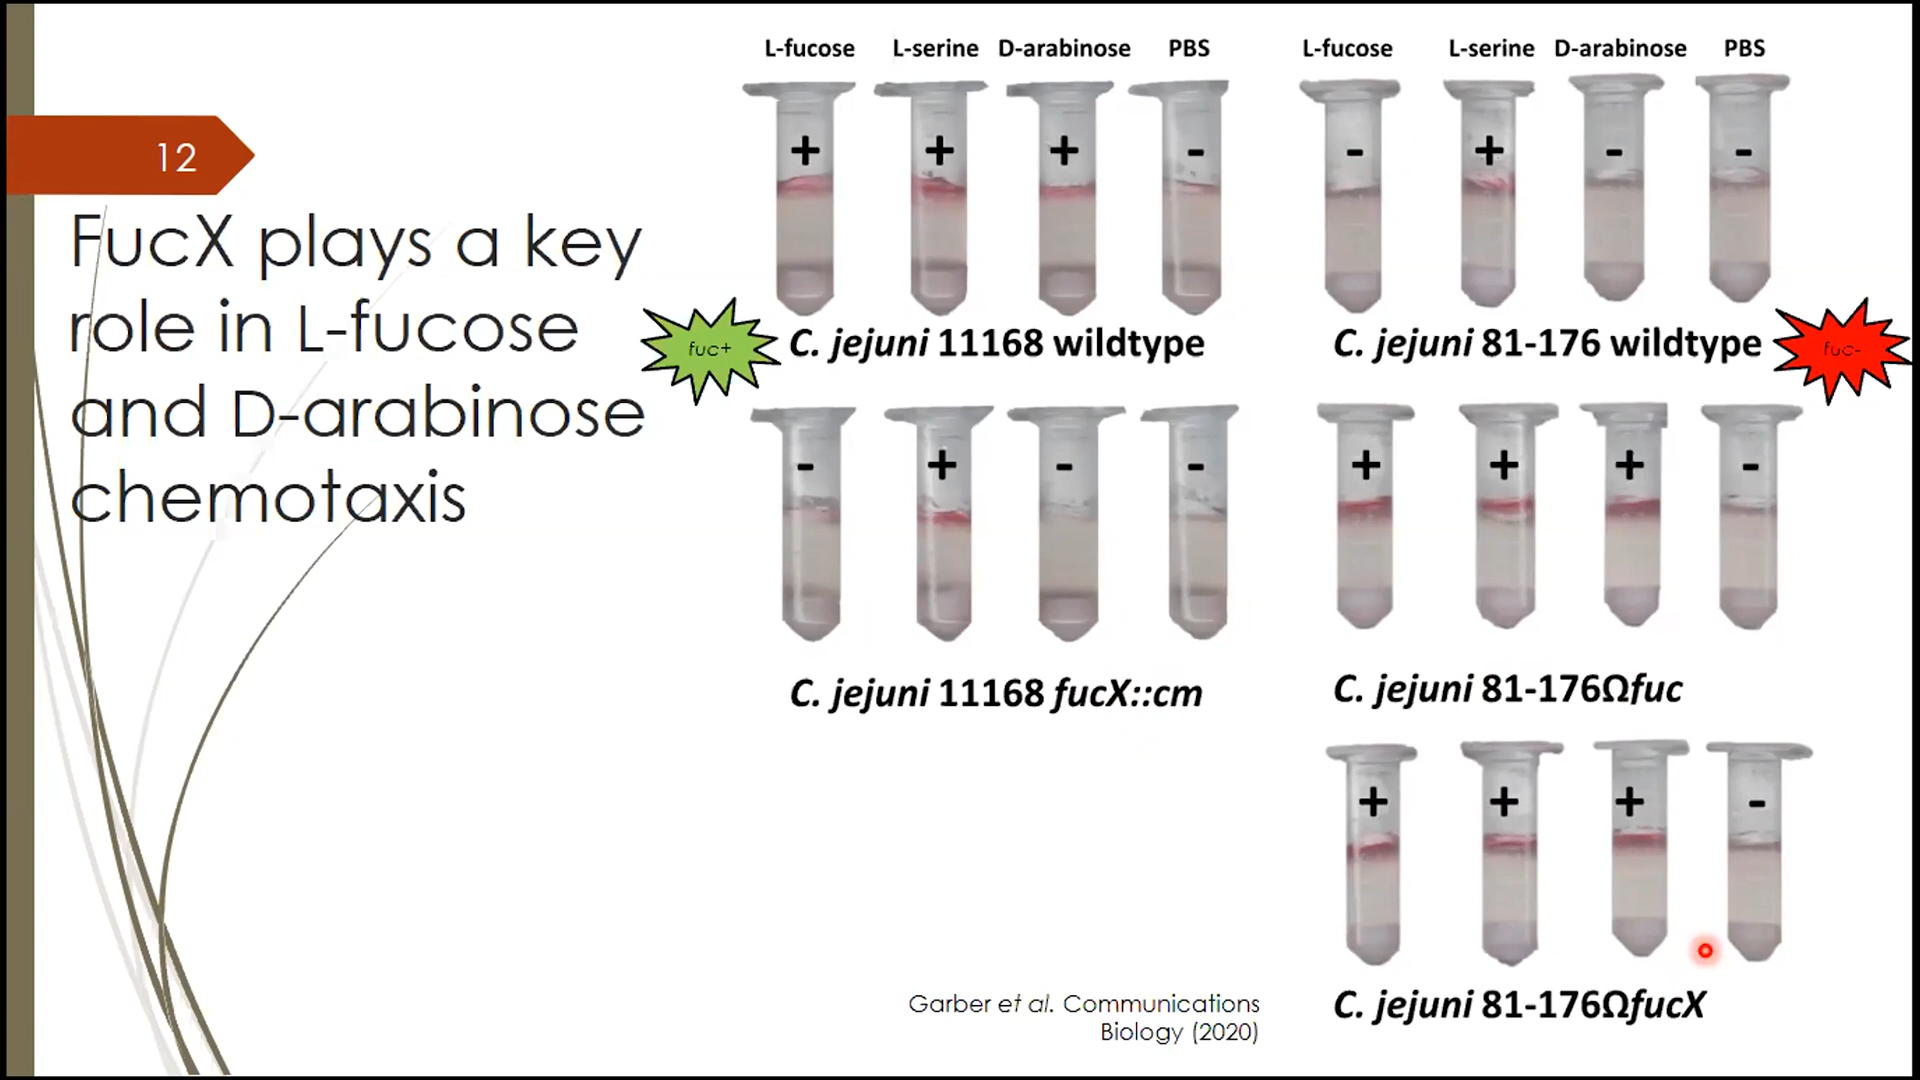 12
FucX plays a key
role in L-fucose
and D-arabinose
chemotaxis
L-fucose L-serine D-arabinose PBS
+ + + -
fuc+
C. jejuni 11168 wildtype
- + - -
C. jejuni 11168 fucX::cm
L-fucose L-serine D-arabinose PBS
- + - -
C. jejuni 81-176 wildtype
fuc-
+ + + -
C. jejuni 81-176Ωfuc
+ + + -
C. jejuni 81-176ΩfucX
Garber et al. Communications
Biology (2020)